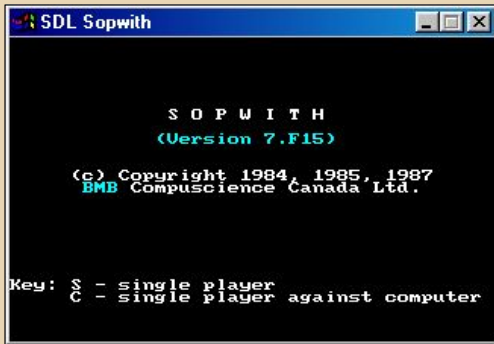 SDL Sopwith
S O P W I T H
(Version 7.F15)
(c) Copyright 1984, 1985, 1987
BMB Compuscience Canada Ltd.
Key: S - single player
C - single player against computer